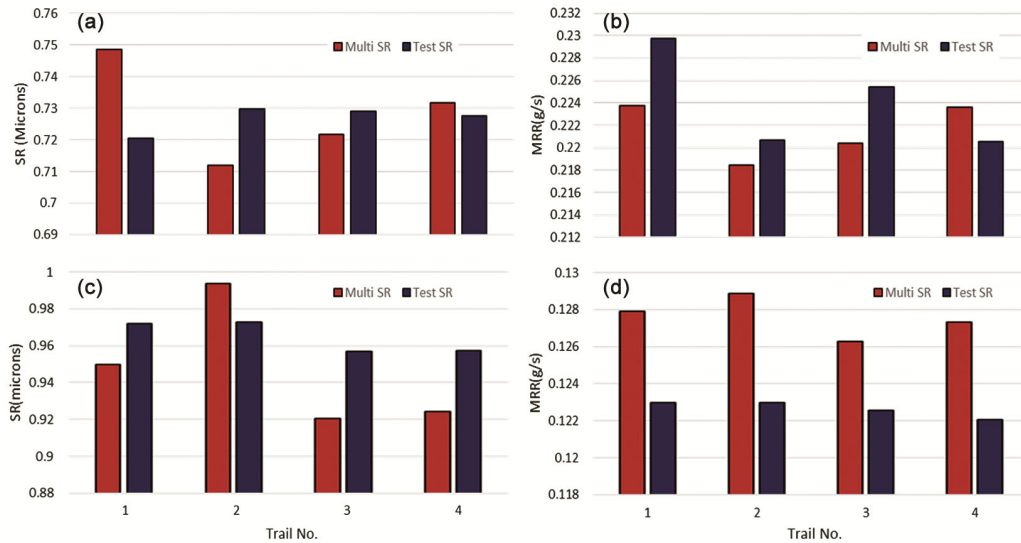 (a)
SR (Microns)
0.76
0.75
0.74
0.73
0.72
0.71
0.7
0.69
Multi SR Test SR
(b)
MRR(g/s)
0.232
0.23
0.228
0.226
0.224
0.222
0.22
0.218
0.216
0.214
0.212
Multi SR Test SR
(c)
SR(microns)
1
0.98
0.96
0.94
0.92
0.9
0.88
Multi SR Test SR
1 2 3 4
Trail No.
(d)
MRR(g/s)
0.13
0.128
0.126
0.124
0.122
0.12
0.118
Multi SR Test SR
1 2 3 4
Trail No.